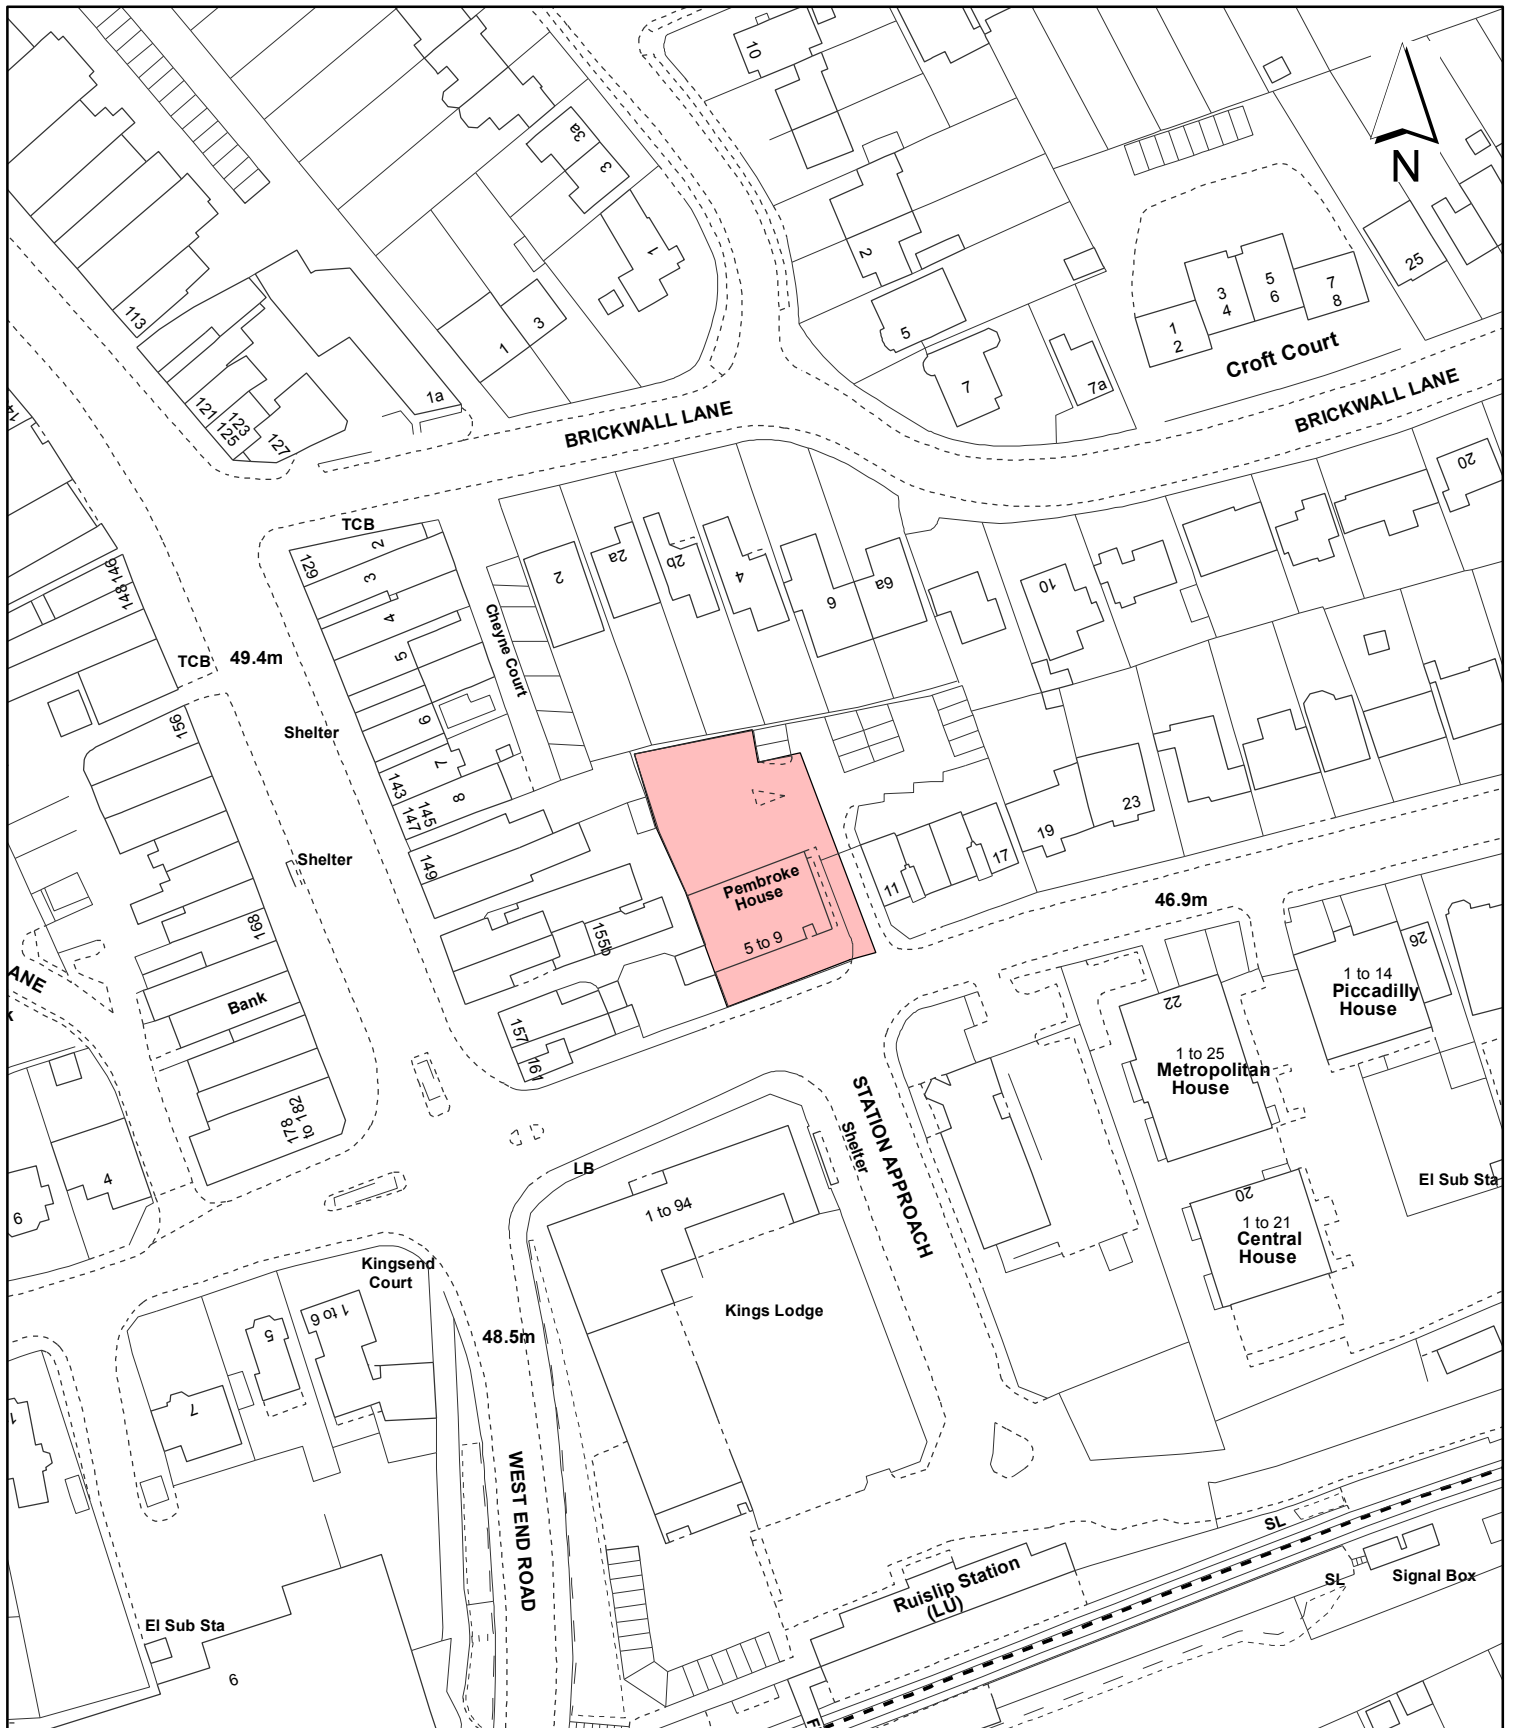 10
3a
3
1
N
2
25
5
6
3
4
7
8
1
2
113
3
1
5
7
7a
Croft Court
1a
121
123
125
127
BRICKWALL LANE
BRICKWALL LANE
20
TCB
2
129
3
4
5
6
7
8
143
145
147
149
146
148
2
2a
2b
4
6
6a
10
Cheyne Court
TCB
49.4m
156
Shelter
Shelter
168
Pembroke
House
5 to 9
155b
11
17
19
23
46.9m
26
1 to 14
Piccadilly
House
22
1 to 25
Metropolitan
House
ANE
Bank
157
161
178
to 182
STATION APPROACH
Shelter
LB
4
6
1 to 94
El Sub Sta
20
1 to 21
Central
House
Kingsend
Court
1 to 6
5
7
Kings Lodge
48.5m
WEST END ROAD
SL
SL
Signal Box
Ruislip Station
(LU)
El Sub Sta
6